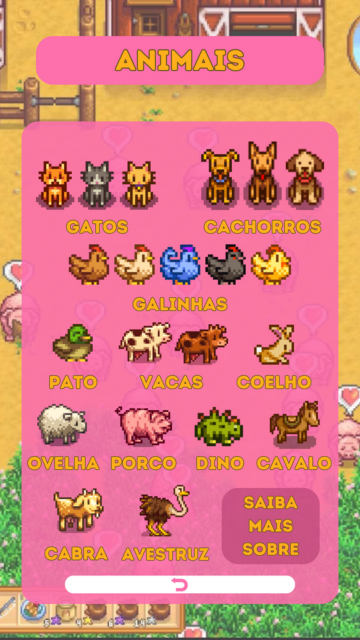 ANIMAIS
GATOS CACHORROS
GALINHAS
PATO VACAS COELHO
OVELHA PORCO DINO CAVALO
CABRA AVESTRUZ
SAIBA
MAIS
SOBRE